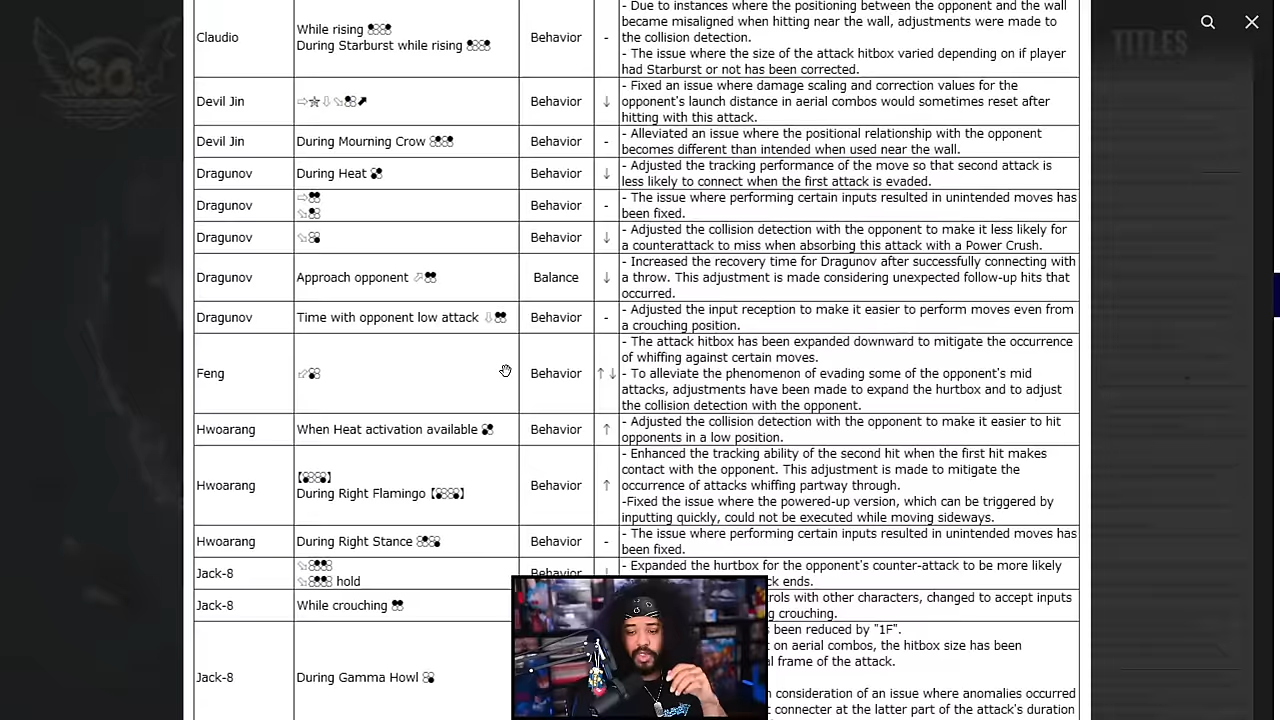 30
TITLES
- Due to instances where the positioning between the opponent and the wall
became misaligned when hitting near the wall, adjustments were made to
the collision detection.
- The issue where the size of the attack hitbox varied depending on if player
had Starburst or not has been corrected.
Claudio
While rising
During Starburst while rising
Behavior
-
Devil Jin
Behavior
↓
- Fixed an issue where damage scaling and correction values for the
opponent's launch distance in aerial combos would sometimes reset after
hitting with this attack.
Devil Jin
During Mourning Crow
Behavior
-
- Alleviated an issue where the positional relationship with the opponent
becomes different than intended when used near the wall.
Dragunov
During Heat
Behavior
↓
- Adjusted the tracking performance of the move so that second attack is
less likely to connect when the first attack is evaded.
Dragunov
Behavior
-
- The issue where performing certain inputs resulted in unintended moves has
been fixed.
Dragunov
Behavior
↓
- Adjusted the collision detection with the opponent to make it less likely for
a counterattack to miss when absorbing this attack with a Power Crush.
Dragunov
Approach opponent
Balance
↓
- Increased the recovery time for Dragunov after successfully connecting with
a throw. This adjustment is made considering unexpected follow-up hits that
occurred.
Dragunov
Time with opponent low attack
Behavior
-
- Adjusted the input reception to make it easier to perform moves even from
a crouching position.
Feng
Behavior
↑↓
- The attack hitbox has been expanded downward to mitigate the occurrence
of whiffing against certain moves.
- To alleviate the phenomenon of evading some of the opponent's mid
attacks, adjustments have been made to expand the hurtbox and to adjust
the collision detection with the opponent.
Hwoarang
When Heat activation available
Behavior
↑
- Adjusted the collision detection with the opponent to make it easier to hit
opponents in a low position.
Hwoarang
During Right Flamingo
Behavior
↑
- Enhanced the tracking ability of the second hit when the first hit makes
contact with the opponent. This adjustment is made to mitigate the
occurrence of attacks whiffing partway through.
-Fixed the issue where the powered-up version, which can be triggered by
inputting quickly, could not be executed while moving sideways.
Hwoarang
During Right Stance
Behavior
-
- The issue where performing certain inputs resulted in unintended moves has
been fixed.
Jack-8
hold
Behavior
- Expanded the hurtbox for the opponent's counter-attack to be more likely
ends.
Jack-8
While crouching
with other characters, changed to accept inputs
crouching.
Jack-8
During Gamma Howl
been reduced by "1F".
on aerial combos, the hitbox size has been
frame of the attack.
consideration of an issue where anomalies occurred
connecter at the latter part of the attack's duration